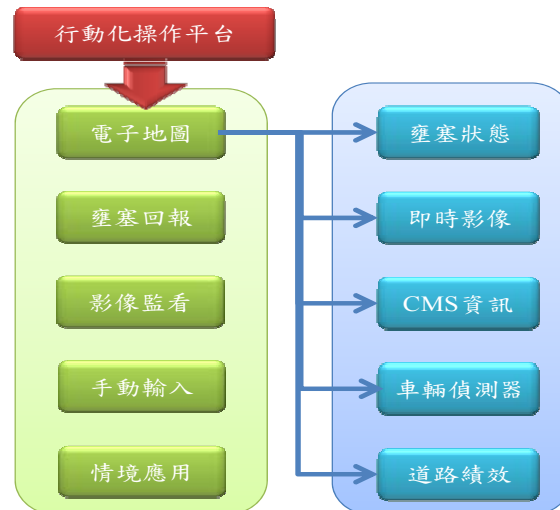 行動化操作平台
電子地圖
壅塞回報
影像監看
手動輸入
情境應用
壅塞狀態
即時影像
CMS資訊
車輛偵測器
道路績效